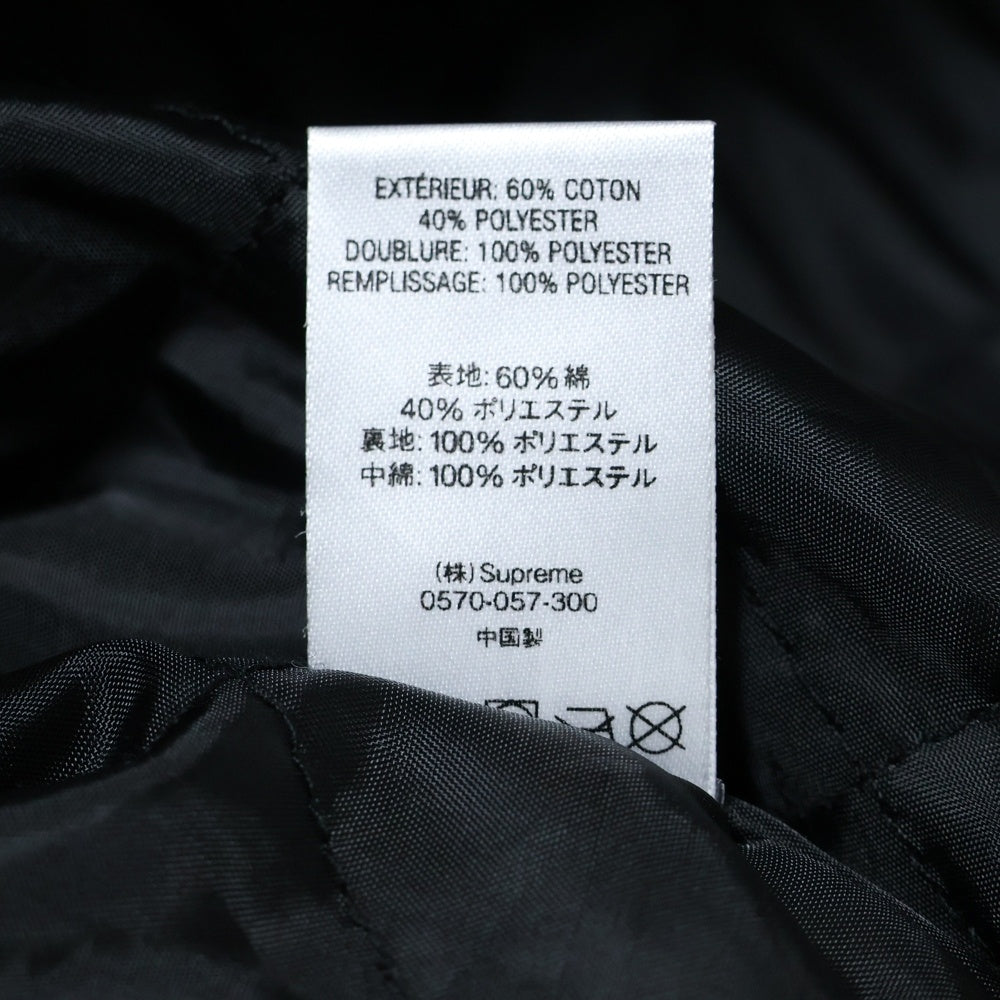 EXTÉRIEUR: 60% COTON
40% POLYESTER
DOUBLURE: 100% POLYESTER
REMPLISSAGE: 100% POLYESTER
表地: 60% 綿
40% ポリエステル
裏地: 100% ポリエステル
中綿: 100% ポリエステル
(株) Supreme
0570-057-300
中国製